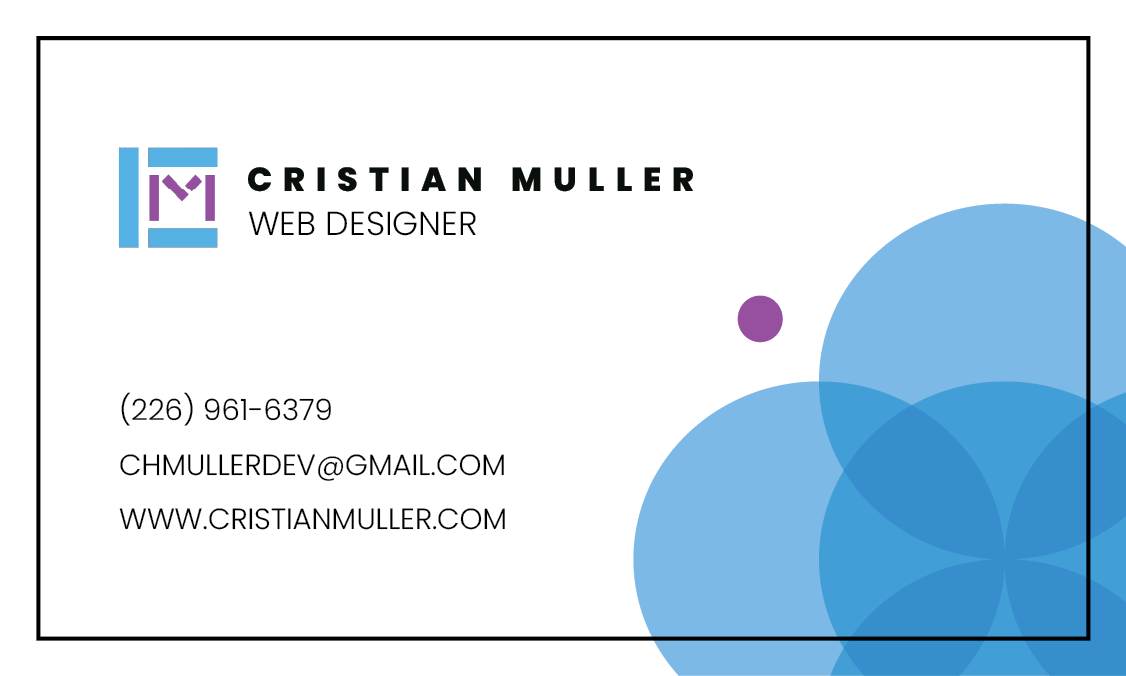 CRISTIAN MULLER
WEB DESIGNER
(226) 961-6379
CHMULLERDEV@GMAIL.COM
WWW.CRISTIANMULLER.COM